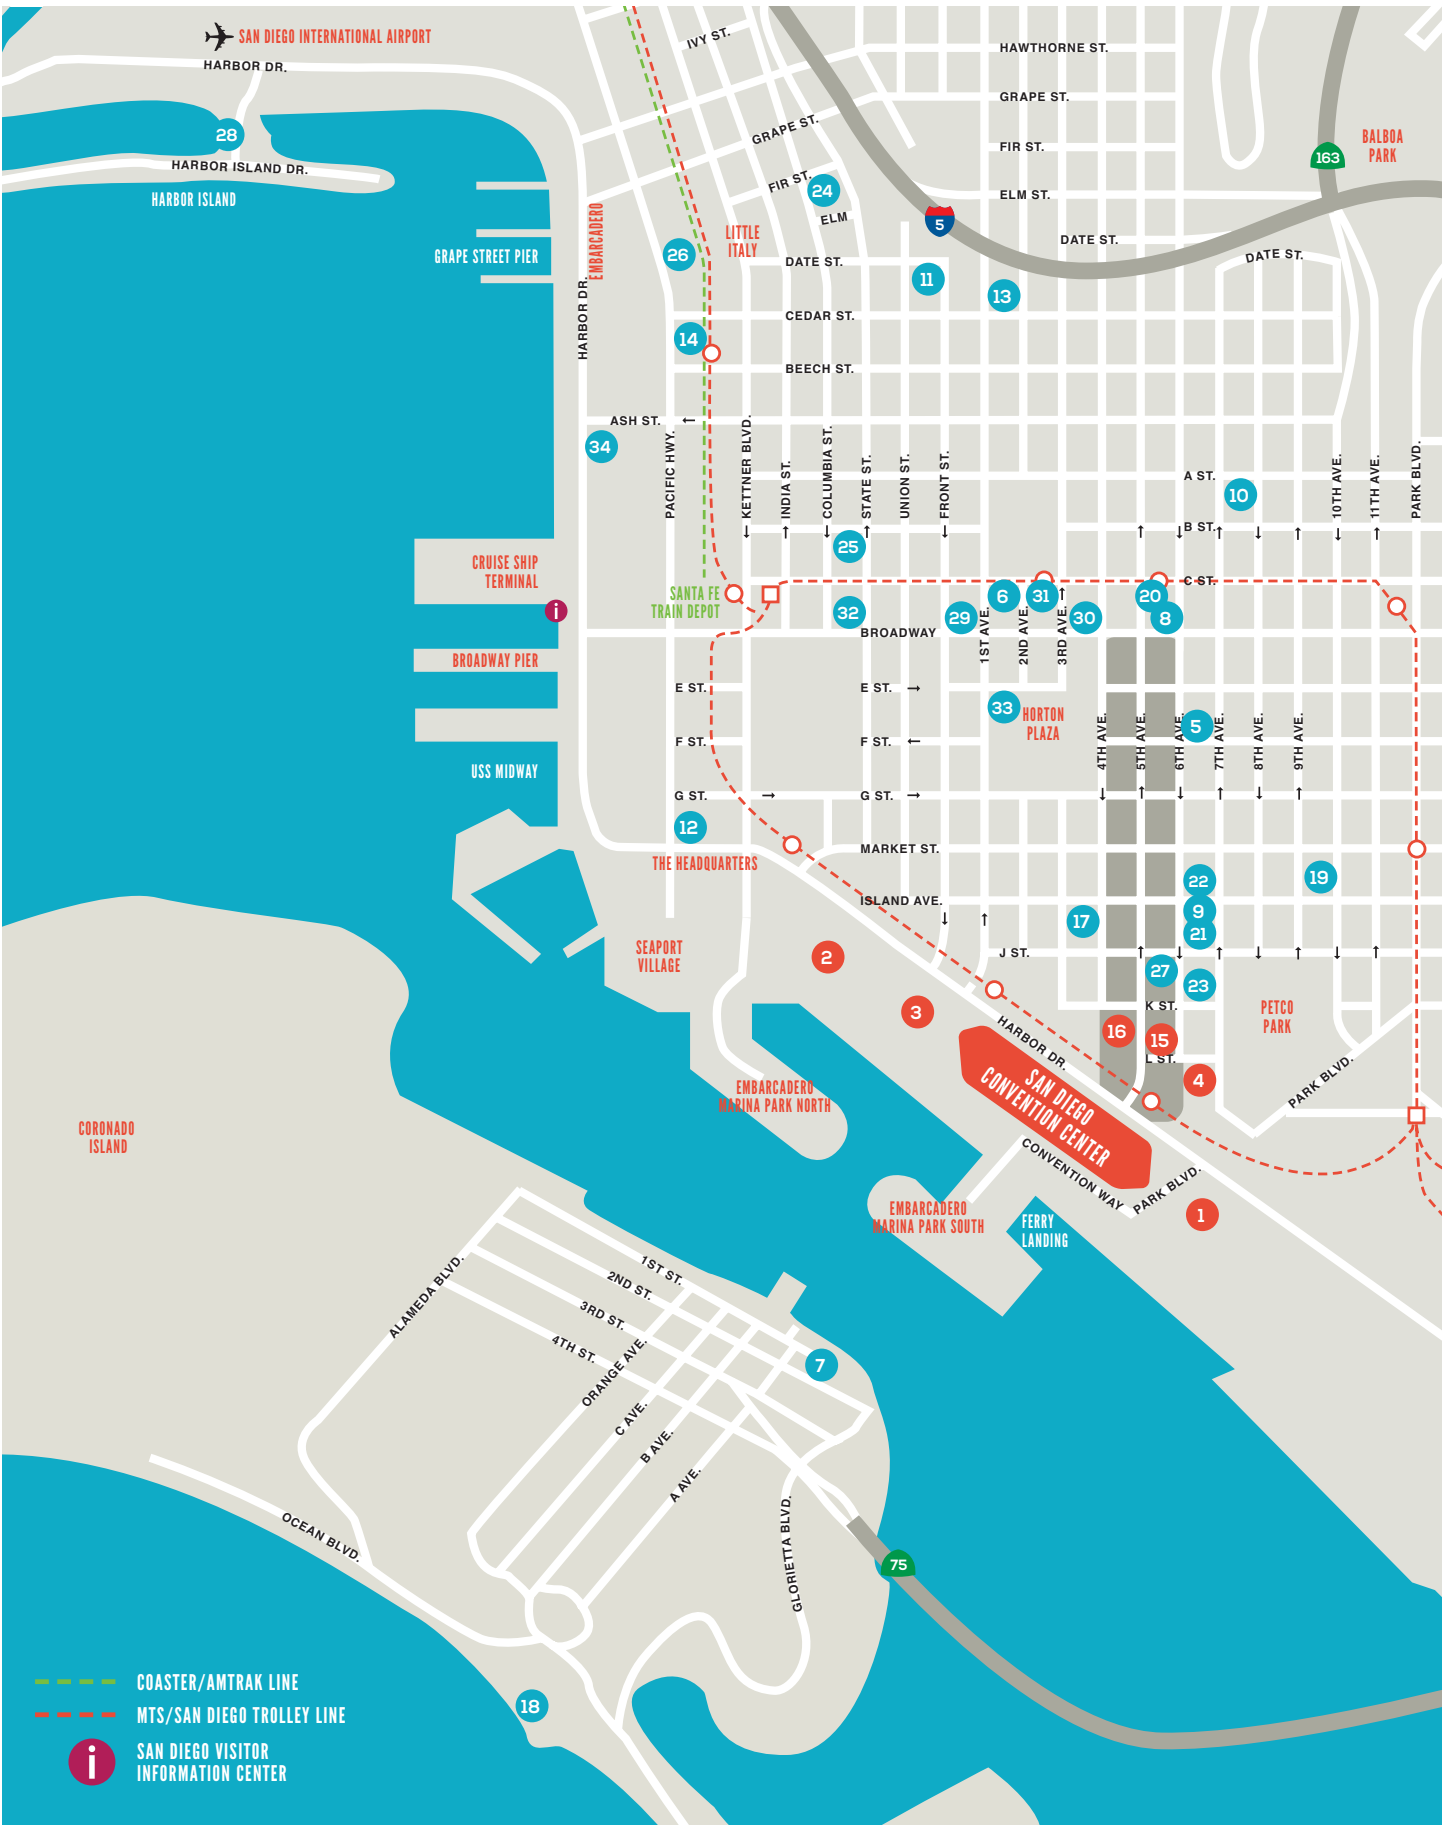 SAN DIEGO INTERNATIONAL AIRPORT
HARBOR DR.
28
HARBOR ISLAND DR.
HARBOR ISLAND
GRAPE STREET PIER
EMBARCADERO
HARBOR DR.
IVY ST.
GRAPE ST.
FIR ST.
24
ELM
LITTLE
ITALY
26
DATE ST.
HAWTHORNE ST.
GRAPE ST.
FIR ST.
ELM ST.
5
DATE ST.
DATE ST.
163
BALBOA
PARK
11
13
CEDAR ST.
14
BEECH ST.
ASH ST.
34
PACIFIC HWY.
KETTNER BLVD.
INDIA ST.
COLUMBIA ST.
STATE ST.
UNION ST.
FRONT ST.
A ST.
10
B ST.
10TH AVE.
11TH AVE.
PARK BLVD.
25
CRUISE SHIP
TERMINAL
i
SANTA FE
TRAIN DEPOT
C ST.
32
29
6
31
30
20
8
BROADWAY
1ST AVE.
2ND AVE.
3RD AVE.
BROADWAY PIER
E ST.
E ST.
33
HORTON
PLAZA
4TH AVE.
5TH AVE.
6TH AVE.
5
7TH AVE.
8TH AVE.
9TH AVE.
F ST.
F ST.
USS MIDWAY
G ST.
G ST.
12
THE HEADQUARTERS
MARKET ST.
22
19
ISLAND AVE.
9
17
21
SEAPORT
VILLAGE
2
J ST.
27
23
3
K ST.
PETCO
PARK
HARBOR DR.
16
15
L ST.
4
PARK BLVD.
SAN DIEGO
CONVENTION CENTER
EMBARCADERO
MARINA PARK NORTH
CORONADO
ISLAND
CONVENTION WAY
PARK BLVD.
1
EMBARCADERO
MARINA PARK SOUTH
FERRY
LANDING
ALAMEDA BLVD.
1ST ST.
2ND ST.
3RD ST.
4TH ST.
ORANGE AVE.
7
C AVE.
B AVE.
A AVE.
GLORIETTA BLVD.
OCEAN BLVD.
75
18
COASTER/AMTRAK LINE
MTS/SAN DIEGO TROLLEY LINE
i
SAN DIEGO VISITOR
INFORMATION CENTER